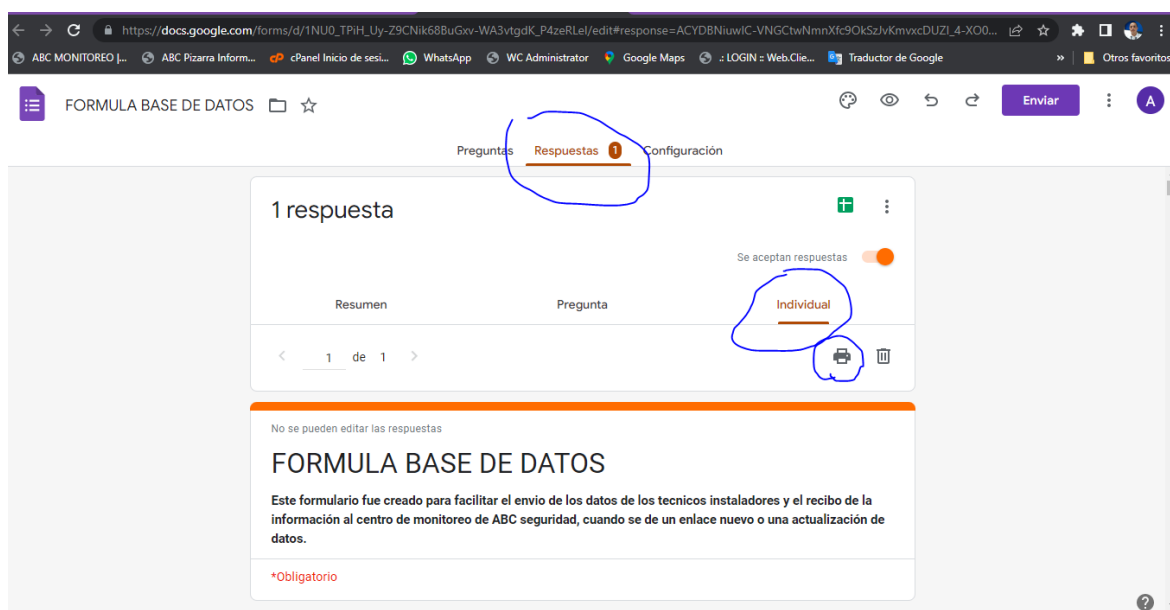 https://docs.google.com/forms/d/1NU0_TPiH_Uy-Z9CNik68BuGxv-WA3vtgdK_P4zeRLeI/edit#response=ACYDBNiuwIC-VNGCtwNmnXfc9OkSzJvKmvxcDUZI_4-XO0...
ABC MONITOREO |... ABC Pizarra Inform... cPanel Inicio de sesi... WhatsApp WC Administrator Google Maps .: LOGIN :: Web.Clie... Traductor de Google » Otros favoritos
FORMULA BASE DE DATOS Enviar A
Preguntas Respuestas 1 Configuración
1 respuesta
Se aceptan respuestas
Resumen Pregunta Individual
1 de 1
No se pueden editar las respuestas
FORMULA BASE DE DATOS
Este formulario fue creado para facilitar el envio de los datos de los tecnicos instaladores y el recibo de la
información al centro de monitoreo de ABC seguridad, cuando se de un enlace nuevo o una actualización de
datos.
*Obligatorio